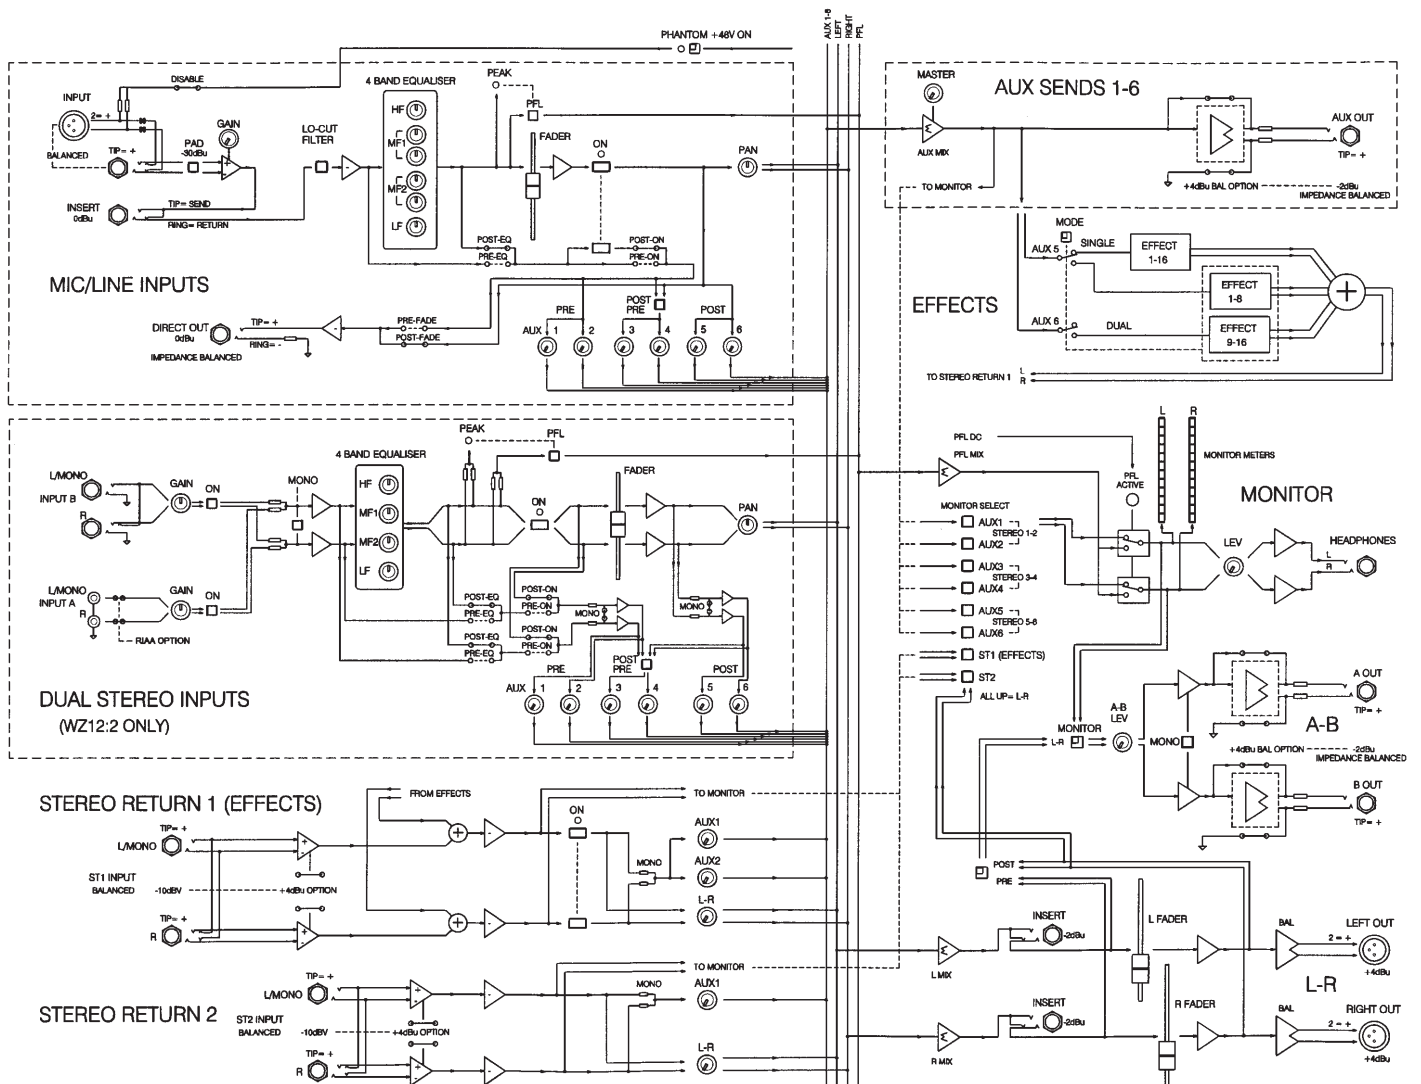 PHANTOM +48V ON
AUX 1-6
LEFT
RIGHT
PFL
DISABLE
INPUT
2= +
BALANCED
TIP= +
GAIN
PAD
-30dBu
LO-CUT
FILTER
INSERT
0dBu
TIP= SEND
RING= RETURN
4 BAND EQUALISER
HF
MF1
MF2
LF
PEAK
PFL
FADER
ON
PAN
POST-EQ
PRE-EQ
POST-ON
PRE-ON
MIC/LINE INPUTS
DIRECT OUT
0dBu
TIP= +
RING= -
IMPEDANCE BALANCED
PRE-FADE
POST-FADE
PRE
POST
PRE
POST
AUX 1 2 3 4 5 6
MASTER
AUX MIX
AUX SENDS 1-6
AUX OUT
TIP= +
TO MONITOR
+4dBu BAL OPTION -2dBu
IMPEDANCE BALANCED
MODE
AUX 5
SINGLE
EFFECT
1-16
EFFECTS
EFFECT
1-8
AUX 6
DUAL
EFFECT
9-16
TO STEREO RETURN 1
L
R
L/MONO
INPUT B
R
GAIN
ON
MONO
L/MONO
INPUT A
R
GAIN
ON
RIAA OPTION
4 BAND EQUALISER
HF
MF1
MF2
LF
PEAK
PFL
ON
FADER
PAN
POST-EQ
PRE-EQ
POST-ON
PRE-ON
MONO
MONO
POST-EQ
PRE-EQ
POST-ON
PRE-ON
PRE
POST
PRE
POST
AUX 1 2 3 4 5 6
DUAL STEREO INPUTS
(WZ12:2 ONLY)
PFL DC
PFL MIX
PFL
ACTIVE
L
R
MONITOR METERS
MONITOR
MONITOR SELECT
AUX1
STEREO 1-2
AUX2
AUX3
STEREO 3-4
AUX4
AUX5
STEREO 5-6
AUX6
ST1 (EFFECTS)
ST2
ALL UP= L-R
LEV
L
R
HEADPHONES
MONITOR
L-R
A-B
LEV
MONO
A OUT
TIP= +
A-B
+4dBu BAL OPTION -2dBu
IMPEDANCE BALANCED
B OUT
TIP= +
STEREO RETURN 1 (EFFECTS)
FROM EFFECTS
TO MONITOR
TIP= +
L/MONO
ST1 INPUT
BALANCED
-10dBV
+4dBu OPTION
TIP= +
R
ON
MONO
AUX1
AUX2
L-R
POST
PRE
STEREO RETURN 2
TIP= +
L/MONO
ST2 INPUT
BALANCED
-10dBV
+4dBu OPTION
TIP= +
R
TO MONITOR
MONO
AUX1
L-R
L MIX
INSERT
-2dBu
L FADER
BAL
LEFT OUT
2 = +
+4dBu
L-R
R MIX
INSERT
-2dBu
R FADER
BAL
RIGHT OUT
2 = +
+4dBu